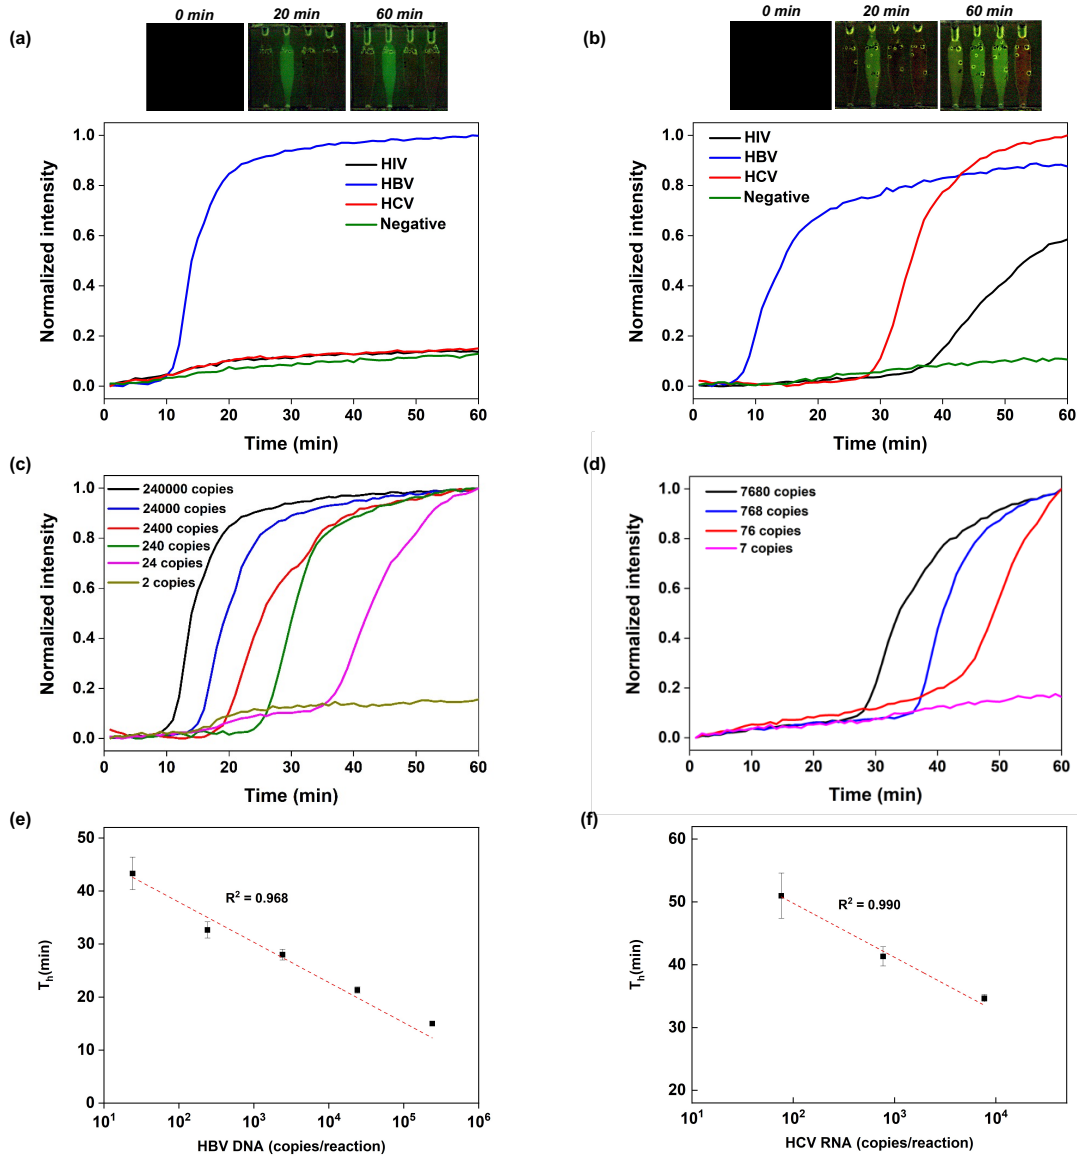 0 min 20 min 60 min
(a)
1.0
0.8
0.6
0.4
0.2
0.0
Normalized intensity
HIV
HBV
HCV
Negative
0 10 20 30 40 50 60
Time (min)
0 min 20 min 60 min
(b)
1.0
0.8
0.6
0.4
0.2
0.0
Normalized intensity
HIV
HBV
HCV
Negative
0 10 20 30 40 50 60
Time (min)
(c)
1.0
0.8
0.6
0.4
0.2
0.0
Normalized intensity
240000 copies
24000 copies
2400 copies
240 copies
24 copies
2 copies
0 10 20 30 40 50 60
Time (min)
(d)
1.0
0.8
0.6
0.4
0.2
0.0
Normalized intensity
7680 copies
768 copies
76 copies
7 copies
0 10 20 30 40 50 60
Time (min)
(e)
50
40
30
20
10
0
Tₕ(min)
R² = 0.968
10¹ 10² 10³ 10⁴ 10⁵ 10⁶
HBV DNA (copies/reaction)
(f)
60
50
40
30
20
Tₕ(min)
R² = 0.990
10¹ 10² 10³ 10⁴
HCV RNA (copies/reaction)